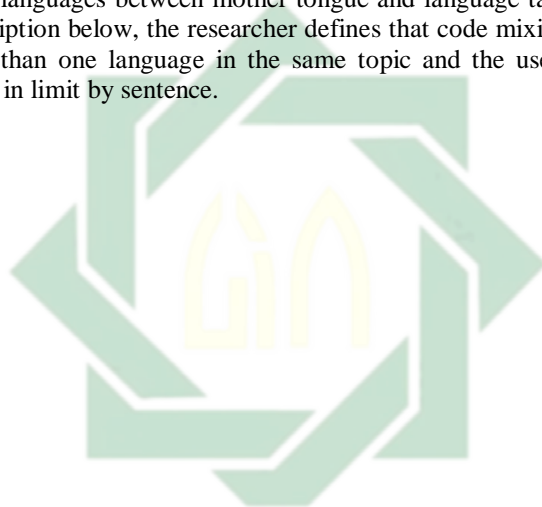 languages between mother tongue and language ta
iption below, the researcher defines that code mixi
than one language in the same topic and the use
in limit by sentence.